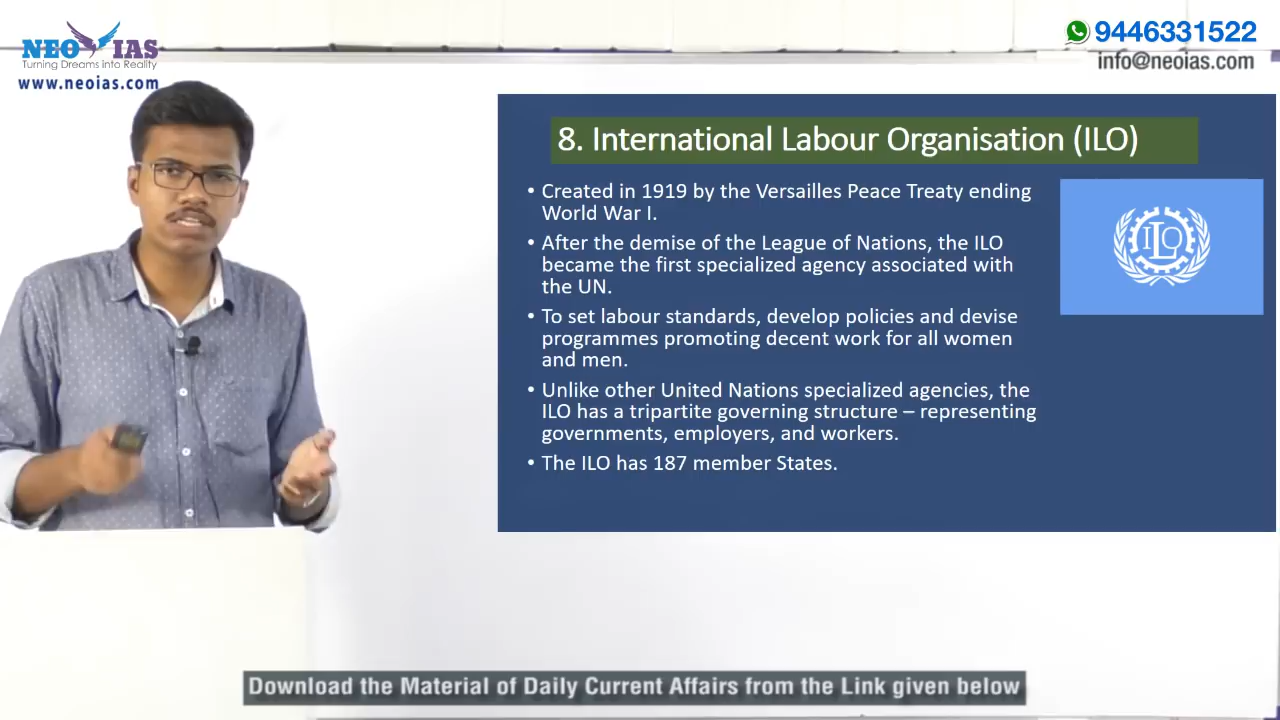 NEO IAS
Turning Dreams into Reality
www.neoias.com
9446331522
info@neoias.com
8. International Labour Organisation (ILO)
• Created in 1919 by the Versailles Peace Treaty ending
World War I.
• After the demise of the League of Nations, the ILO
became the first specialized agency associated with
the UN.
• To set labour standards, develop policies and devise
programmes promoting decent work for all women
and men.
• Unlike other United Nations specialized agencies, the
ILO has a tripartite governing structure – representing
governments, employers, and workers.
• The ILO has 187 member States.
ILO
Download the Material of Daily Current Affairs from the Link given below